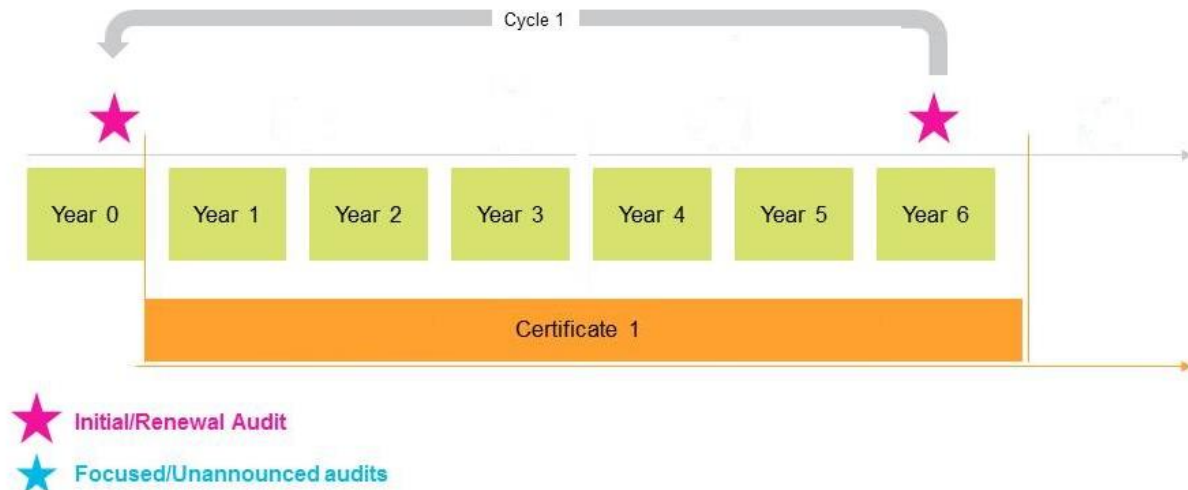 Cycle 1
Year 0 Year 1 Year 2 Year 3 Year 4 Year 5 Year 6
Certificate 1
Initial/Renewal Audit
Focused/Unannounced audits